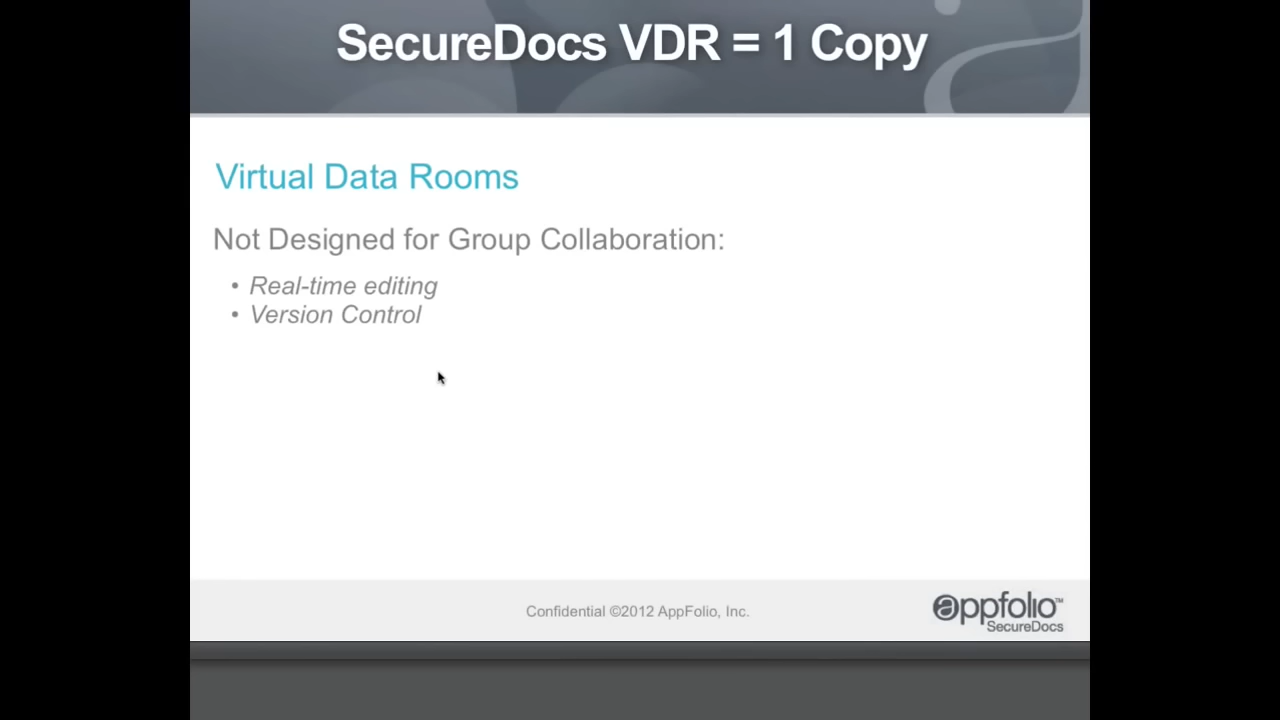 SecureDocs VDR = 1 Copy
Virtual Data Rooms
Not Designed for Group Collaboration:
• Real-time editing
• Version Control
Confidential ©2012 AppFolio, Inc.
appfolio™
SecureDocs